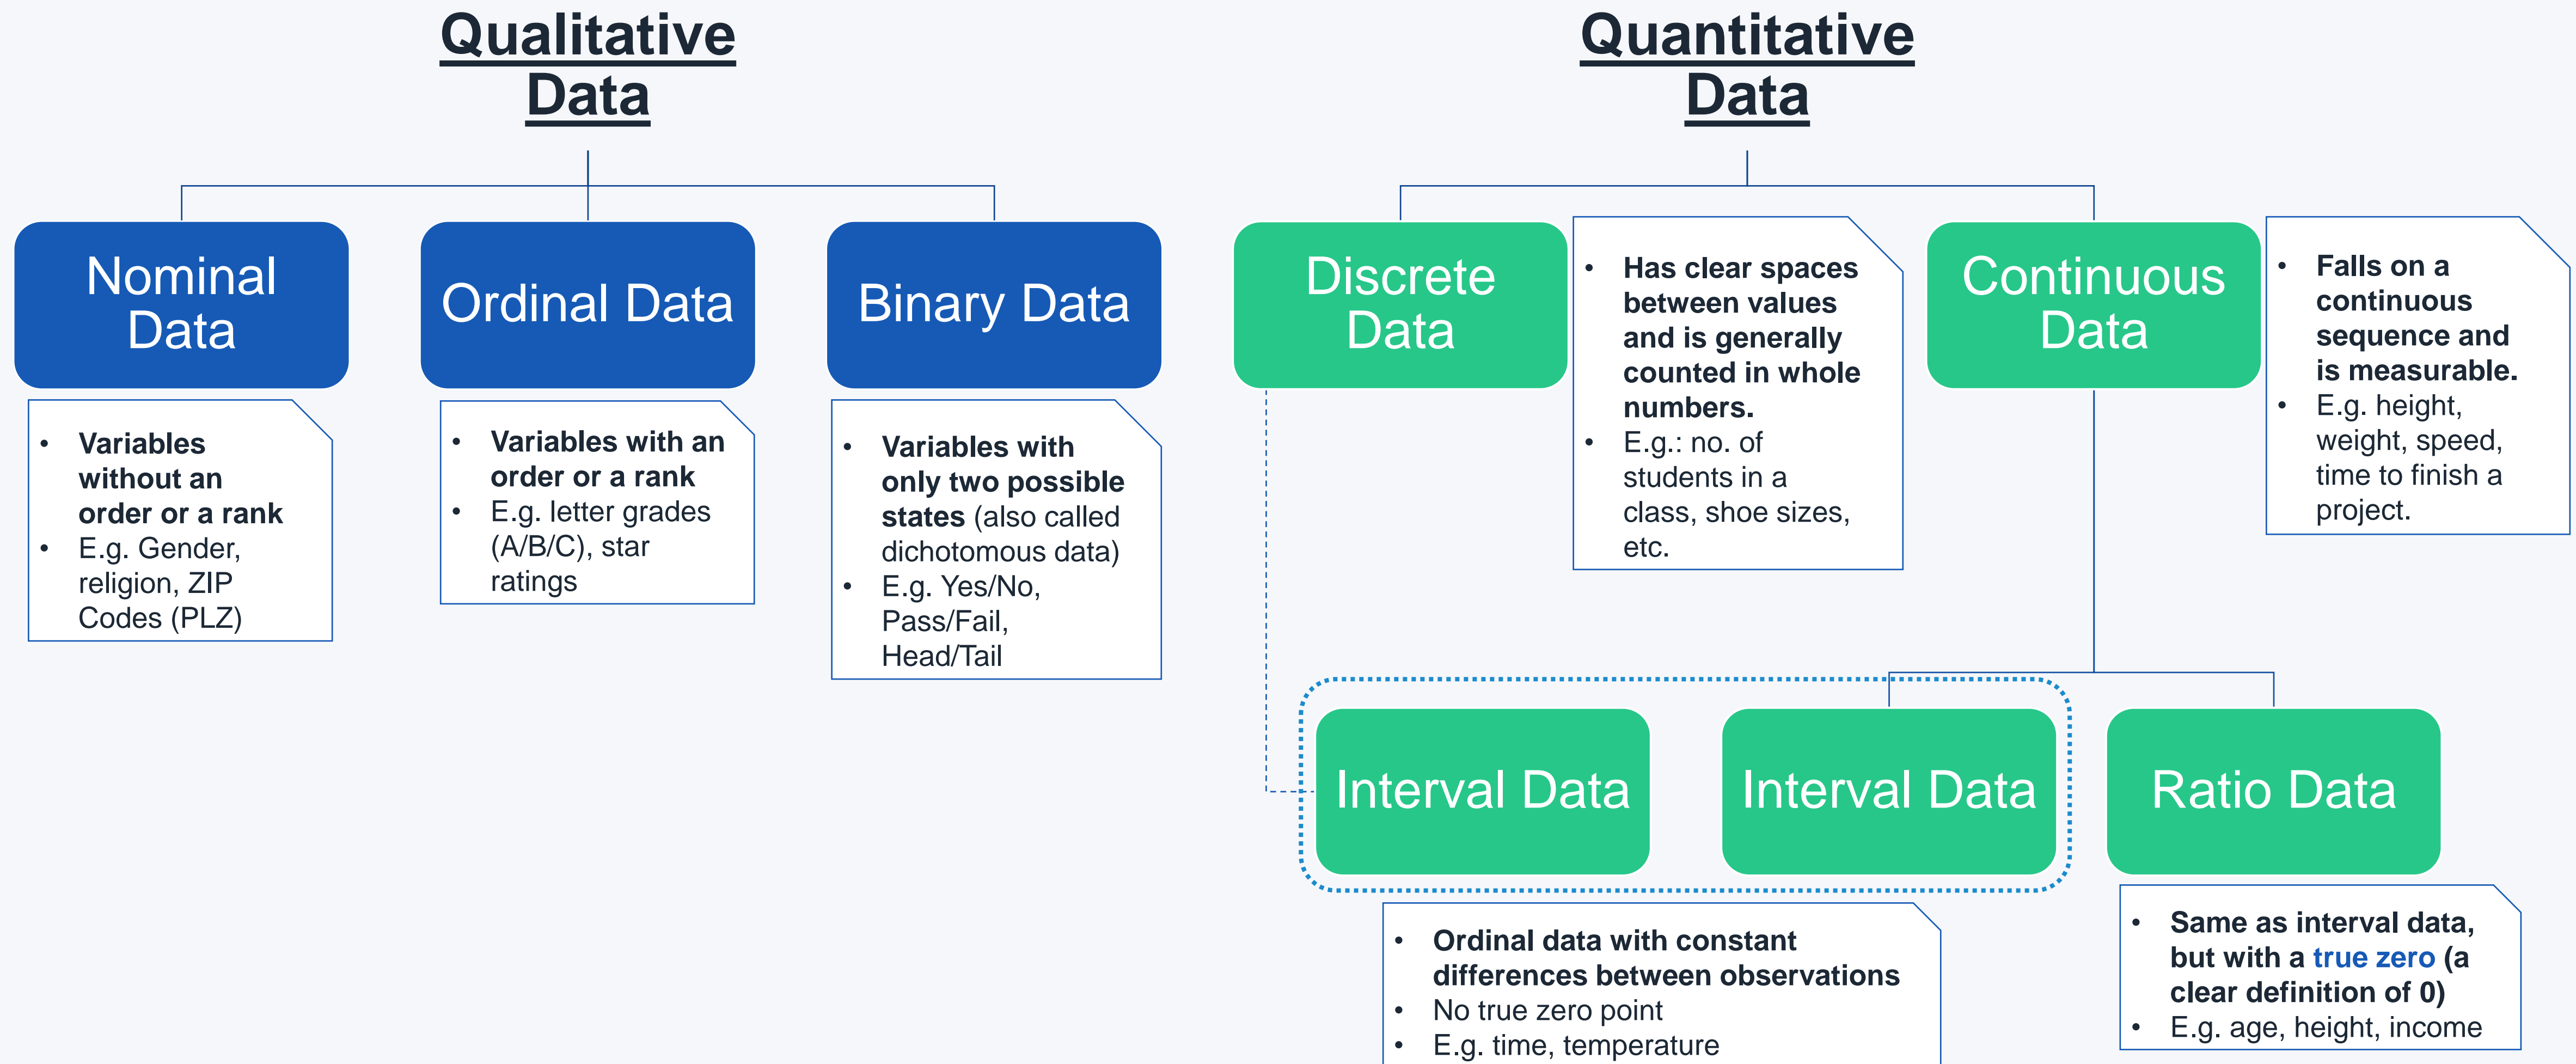 Qualitative
Data
Quantitative
Data
Nominal
Data
Ordinal Data
Binary Data
Discrete
Data
Continuous
Data
• Variables
without an
order or a rank
• E.g. Gender,
religion, ZIP
Codes (PLZ)
• Variables with an
order or a rank
• E.g. letter grades
(A/B/C), star
ratings
• Variables with
only two possible
states (also called
dichotomous data)
• E.g. Yes/No,
Pass/Fail,
Head/Tail
• Has clear spaces
between values
and is generally
counted in whole
numbers.
• E.g.: no. of
students in a
class, shoe sizes,
etc.
• Falls on a
continuous
sequence and
is measurable.
• E.g. height,
weight, speed,
time to finish a
project.
Interval Data
Interval Data
Ratio Data
• Ordinal data with constant
differences between observations
• No true zero point
• E.g. time, temperature
• Same as interval data,
but with a true zero (a
clear definition of 0)
• E.g. age, height, income